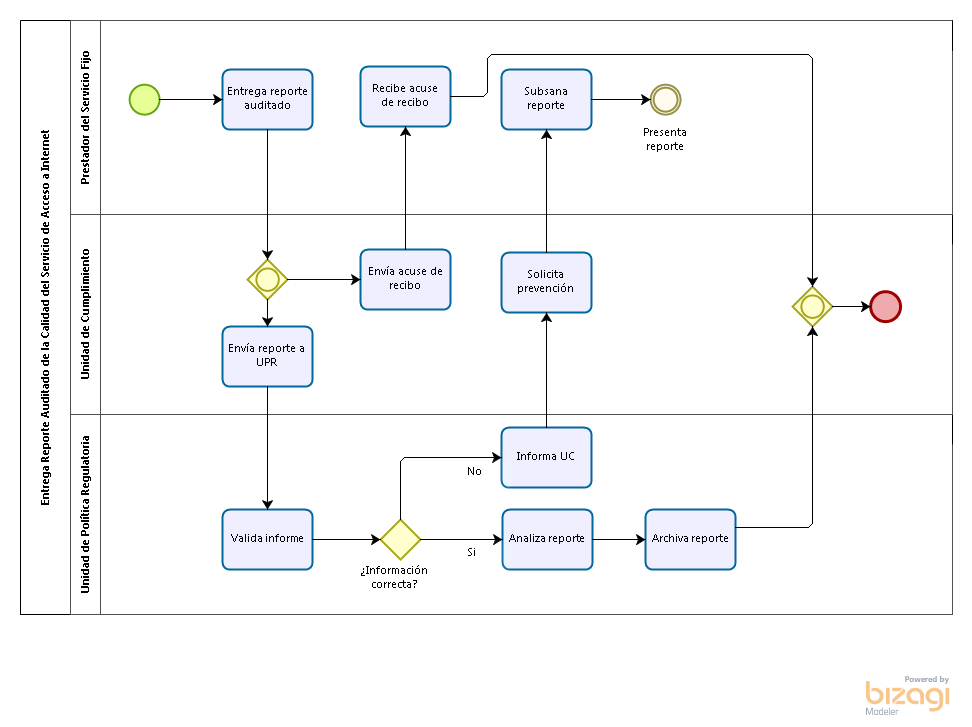 Entrega Reporte Auditado de la Calidad del Servicio de Acceso a Internet
Prestador del Servicio Fijo
Entrega reporte
auditado
Recibe acuse
de recibo
Subsana
reporte
Presenta
reporte
Unidad de Cumplimiento
Envía acuse de
recibo
Solicita
prevención
Envía reporte a
UPR
Unidad de Política Regulatoria
Informa UC
No
Valida informe
¿Información
correcta?
Si
Analiza reporte
Archiva reporte
Powered by
bizagi
Modeler